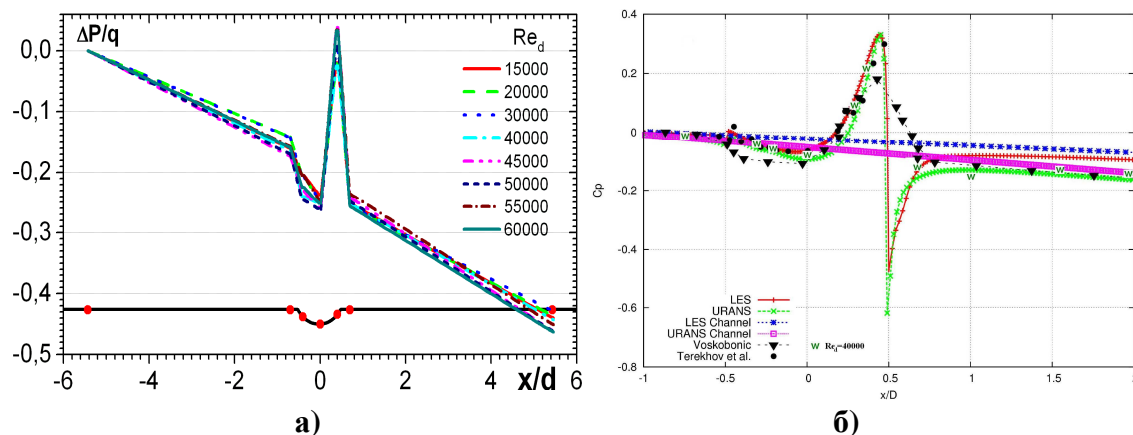 ΔP/q
0,0
-0,1
-0,2
-0,3
-0,4
-0,5
-6
-4
-2
0
2
4
6
x/d
Re_d
15000
20000
30000
40000
45000
50000
55000
60000
а)
Cp
0.4
0.2
0
-0.2
-0.4
-0.6
-0.8
-1
-0.5
0
0.5
1
1.5
2
x/D
LES
URANS
LES Channel
URANS Channel
Voskobonic
Terekhov et al.
w Re_d=40000
w
w
w
w
w
w
w
w
w
б)